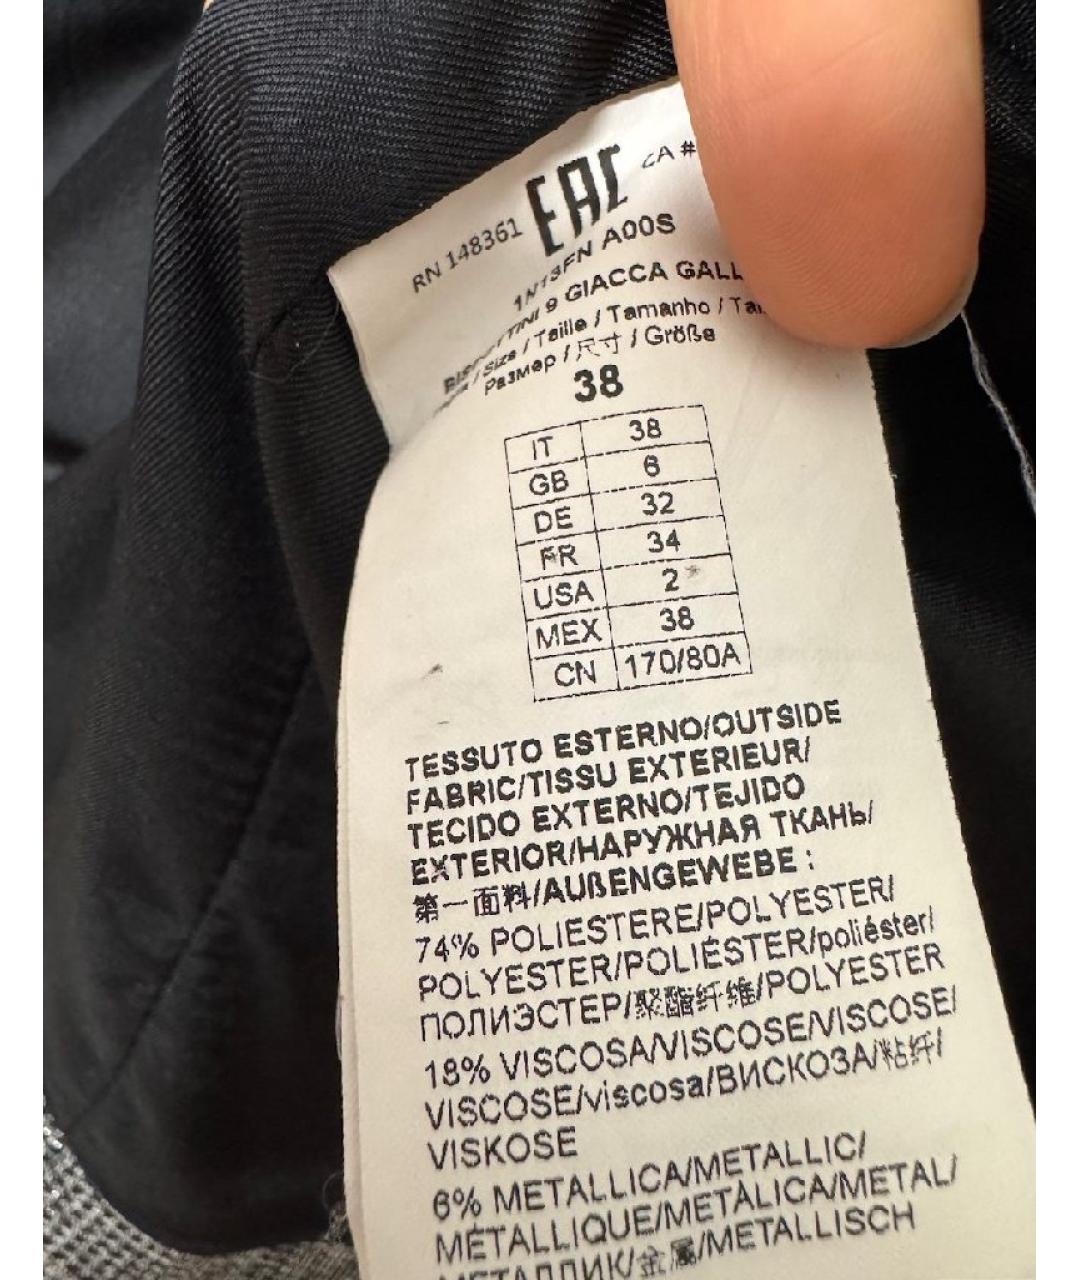 RN 148361 EAC CA #
A00S
9 GIACCA GALL
/ Size / Taille / Tamanho /
Размер / 尺寸 / Größe
38
IT 38
GB 6
DE 32
FR 34
USA 2
MEX 38
CN 170/80A
TESSUTO ESTERNO/OUTSIDE
FABRIC/TISSU EXTERIEUR/
TECIDO EXTERNO/TEJIDO
EXTERIOR/НАРУЖНАЯ ТКАНЬ/
第一面料/AUßENGEWEBE :
74% POLIESTERE/POLYESTER/
POLYESTER/POLIÉSTER/poliéster/
ПОЛИЭСТЕР/聚酯纤维/POLYESTER
18% VISCOSA/VISCOSE/VISCOSE/
VISCOSE/viscosa/ВИСКОЗА/粘纤/
VISKOSE
6% METALLICA/METALLIC/
MÉTALLIQUE/METÁLICA/METAL/
МЕТАЛЛИК/金属/METALLISCH